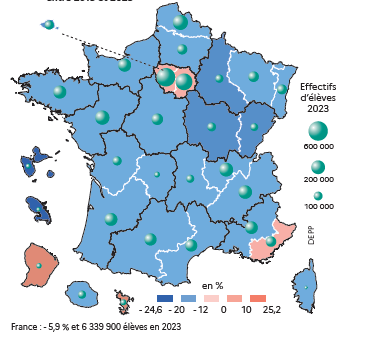 Effectifs
d'élèves
2023
600 000
200 000
100 000
DEPP
en %
- 24,6 - 20 - 12 0 10 25,2
France : - 5,9 % et 6 339 900 élèves en 2023